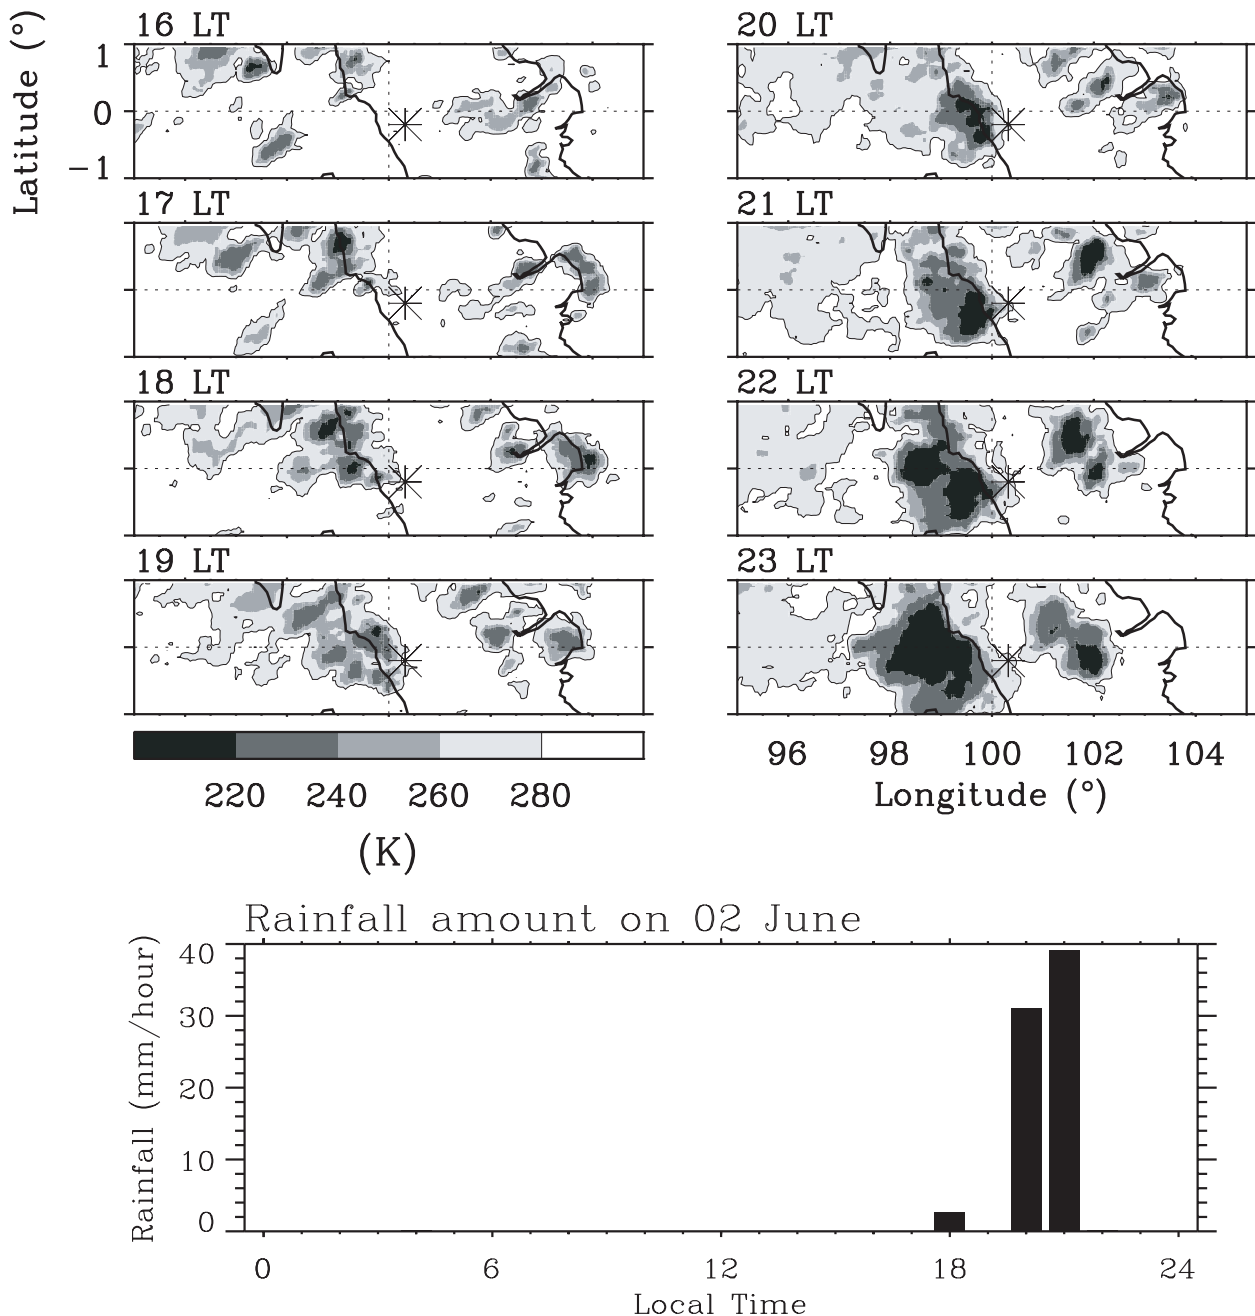 16 LT
20 LT
Latitude (°)
1
0
-1
17 LT
21 LT
18 LT
22 LT
19 LT
23 LT
220 240 260 280
(K)
96 98 100 102 104
Longitude (°)
Rainfall amount on 02 June
Rainfall (mm/hour)
40
30
20
10
0
0 6 12 18 24
Local Time